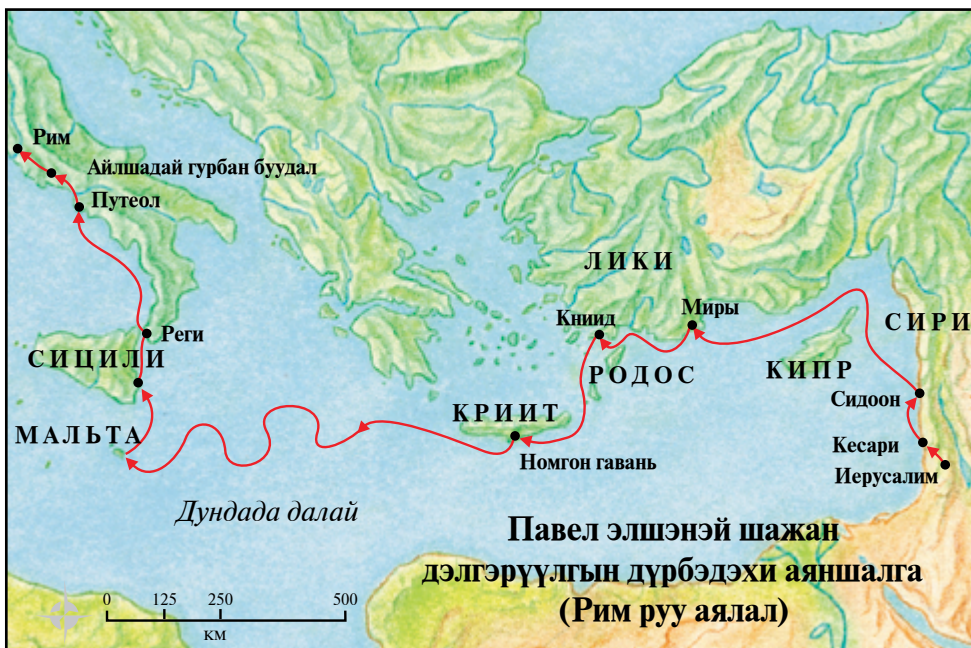 Рим
Айлшадай гурбан буудал
Путеол
ЛИКИ
Миры
Книид
СИРИ
Реги
СИЦИЛИ
РОДОС
КИПР
Сидоон
КРИИТ
МАЛЬТА
Кесари
Номгон гавань
Иерусалим
Дундада далай
Павел элшэнэй шажан
дэлгэрүүлгын дүрбэдэхи аяншалга
(Рим руу аялал)
0 125 250 500
км